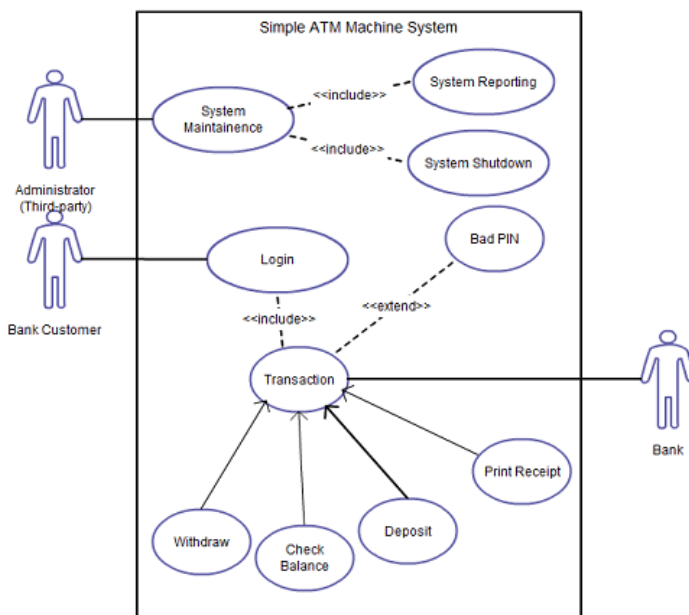 Simple ATM Machine System
System Reporting
<<include>>
System
Maintainence
<<include>>
System Shutdown
Administrator
(Third-party)
Bad PIN
Login
<<extend>>
<<include>>
Bank Customer
Transaction
Bank
Print Receipt
Withdraw
Check
Balance
Deposit